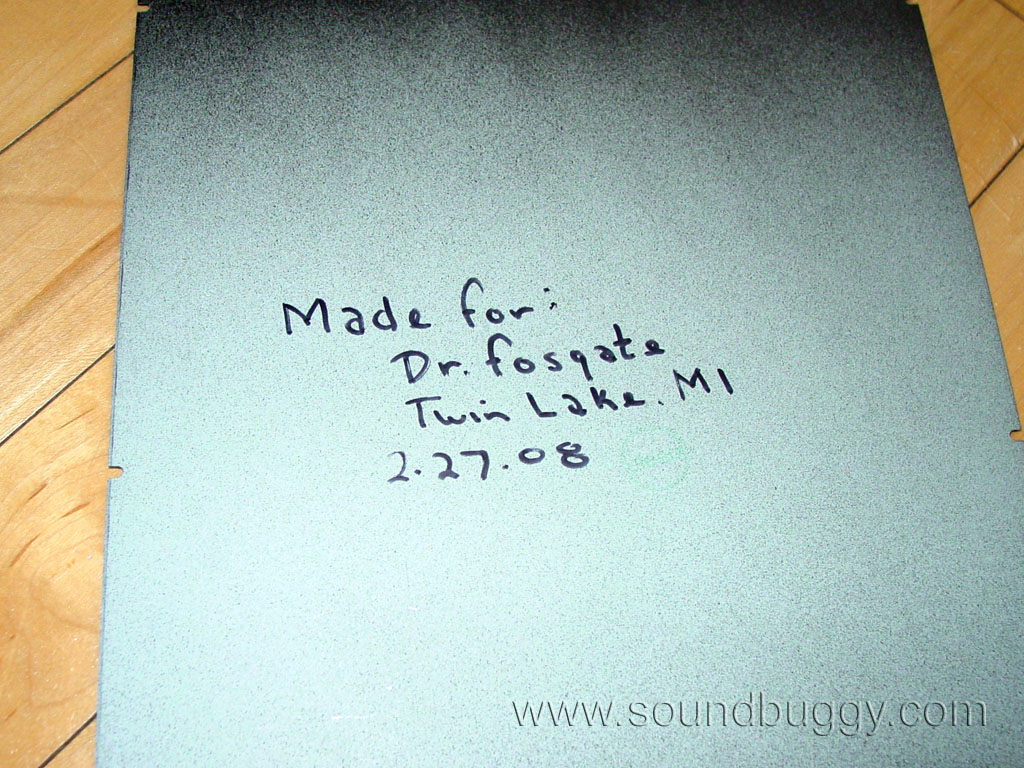 Made for:
Dr. fosgate
Twin Lake. MI
2.27.08
www.soundbuggy.com